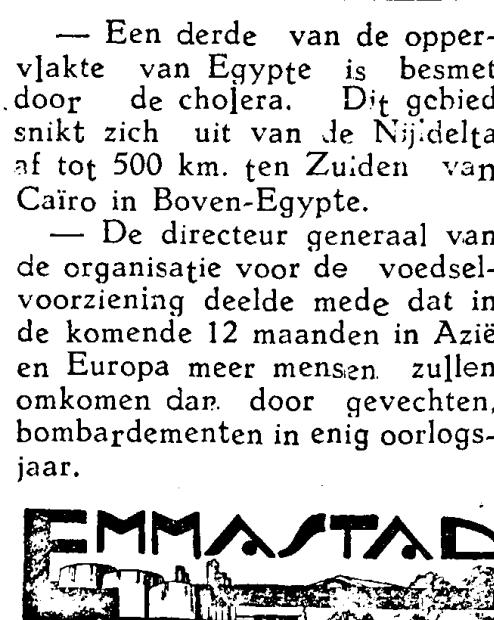 — Een derde van de opper-
vlakte van Egypte is besmet
door de cholera. Dit gebied
snikt zich uit van de Nijldelta
af tot 500 km. ten Zuiden van
Caïro in Boven-Egypte.
— De directeur generaal van
de organisatie voor de voedsel-
voorziening deelde mede dat in
de komende 12 maanden in Azië
en Europa meer mensen zullen
omkomen dan door gevechten,
bombardementen in enig oorlogs-
jaar.
EMMASTAD